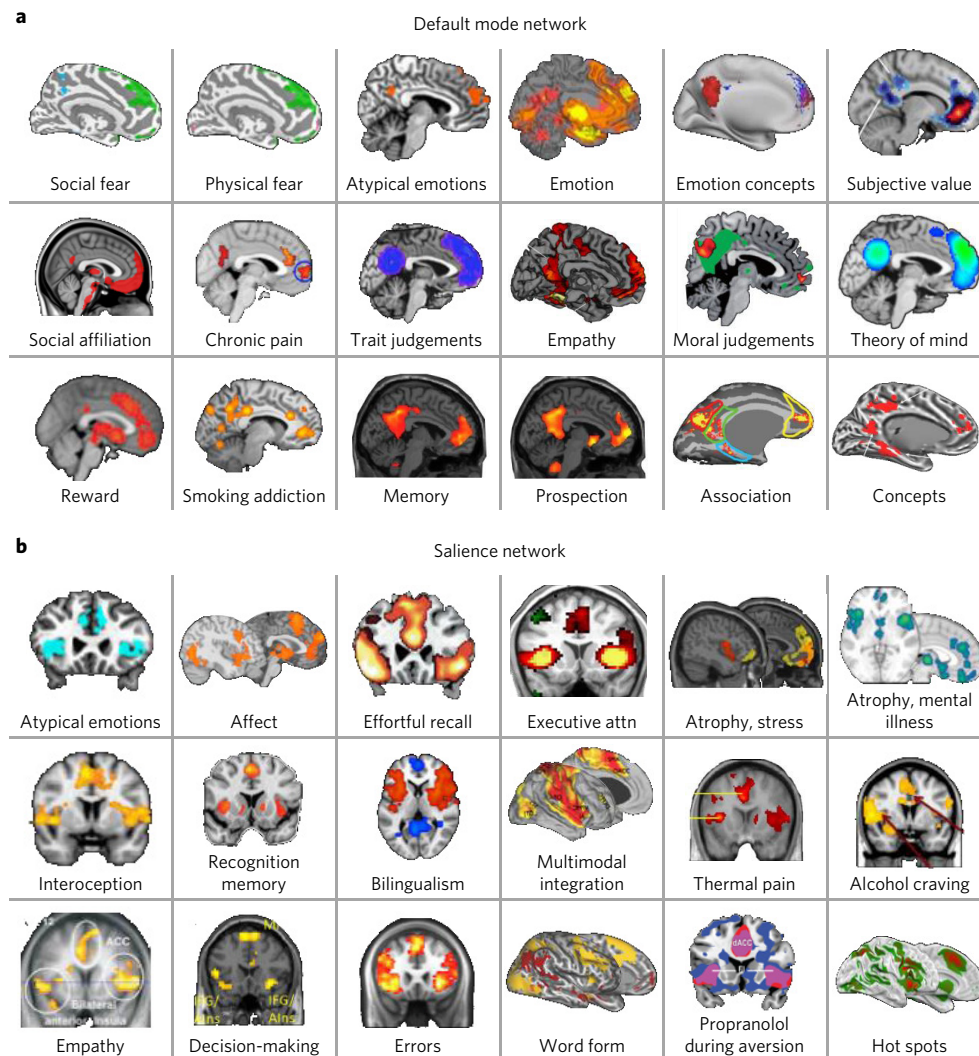 a
Default mode network
Social fear
Physical fear
Atypical emotions
Emotion
Emotion concepts
Subjective value
Social affiliation
Chronic pain
Trait judgements
Empathy
Moral judgements
Theory of mind
Reward
Smoking addiction
Memory
Prospection
Association
Concepts
b
Salience network
Atypical emotions
Affect
Effortful recall
Executive attn
Atrophy, stress
Atrophy, mental
illness
Interoception
Recognition
memory
Bilingualism
Multimodal
integration
Thermal pain
Alcohol craving
ACC
Bilateral
anterior insula
Empathy
IFG/
AIns
IFG/
AIns
Decision-making
Errors
Word form
dACC
Propranolol
during aversion
Hot spots